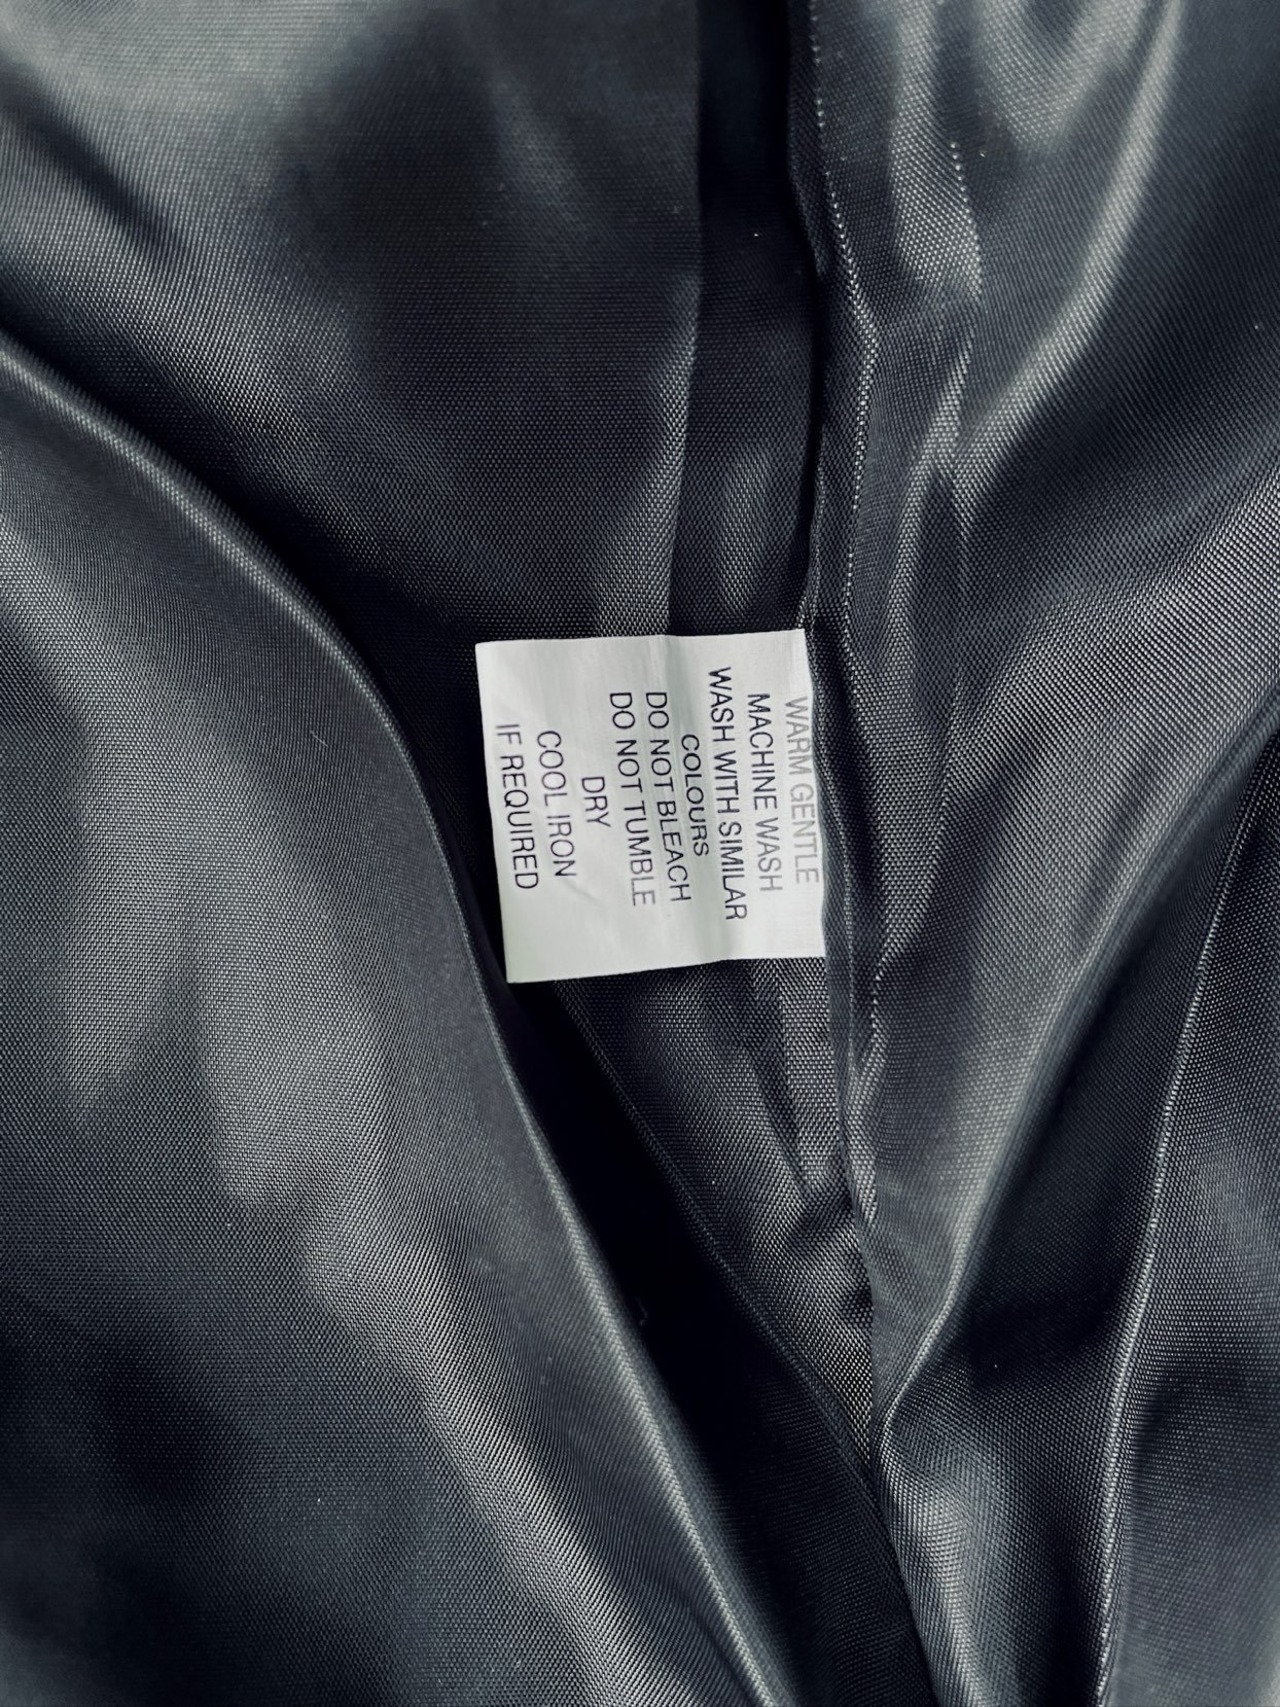 WARM GENTLE
MACHINE WASH
WASH WITH SIMILAR
COLOURS
DO NOT BLEACH
DO NOT TUMBLE
DRY
COOL IRON
IF REQUIRED